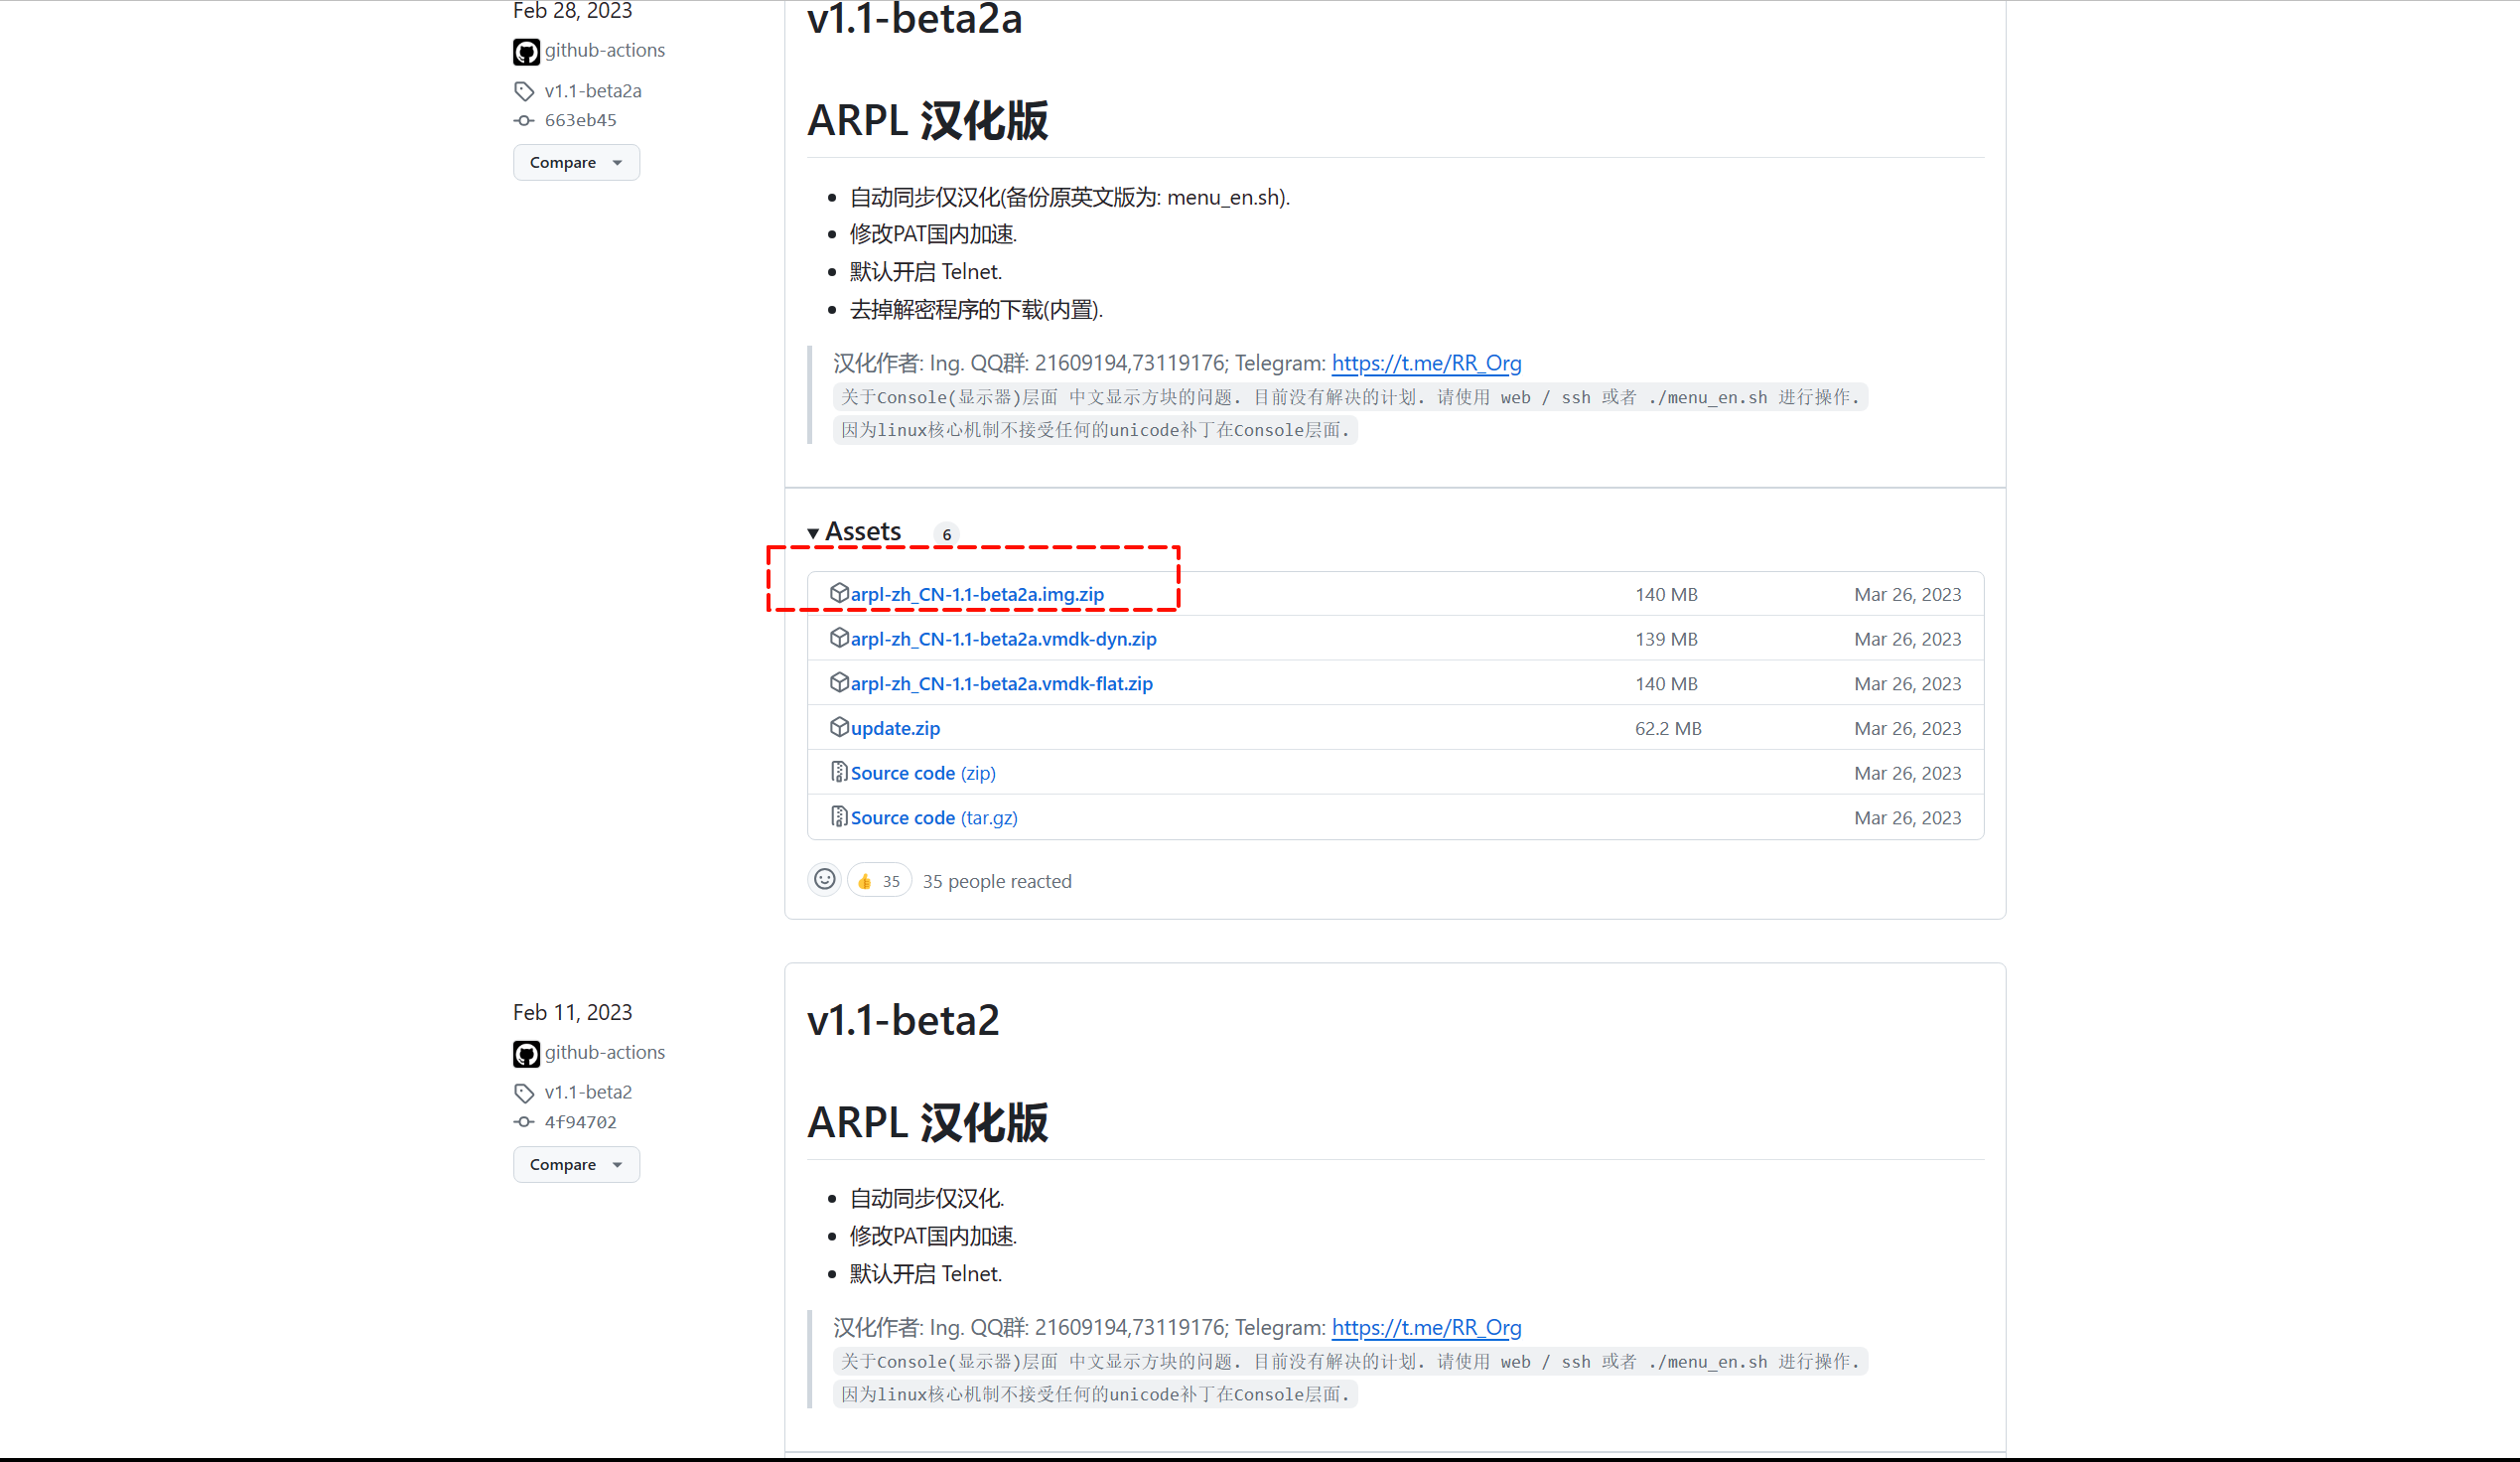 Feb 28, 2023
github-actions
v1.1-beta2a
663eb45
Compare
v1.1-beta2a
ARPL 汉化版
自动同步仅汉化(备份原英文版为: menu_en.sh).
修改PAT国内加速.
默认开启 Telnet.
去掉解密程序的下载(内置).
汉化作者: Ing. QQ群: 21609194,73119176; Telegram: https://t.me/RR_Org
关于Console(显示器)层面 中文显示方块的问题. 目前没有解决的计划. 请使用 web / ssh 或者 ./menu_en.sh 进行操作.
因为linux核心机制不接受任何的unicode补丁在Console层面.
Assets 6
arpl-zh_CN-1.1-beta2a.img.zip 140 MB Mar 26, 2023
arpl-zh_CN-1.1-beta2a.vmdk-dyn.zip 139 MB Mar 26, 2023
arpl-zh_CN-1.1-beta2a.vmdk-flat.zip 140 MB Mar 26, 2023
update.zip 62.2 MB Mar 26, 2023
Source code (zip) Mar 26, 2023
Source code (tar.gz) Mar 26, 2023
👍 35 35 people reacted
Feb 11, 2023
github-actions
v1.1-beta2
4f94702
Compare
v1.1-beta2
ARPL 汉化版
自动同步仅汉化.
修改PAT国内加速.
默认开启 Telnet.
汉化作者: Ing. QQ群: 21609194,73119176; Telegram: https://t.me/RR_Org
关于Console(显示器)层面 中文显示方块的问题. 目前没有解决的计划. 请使用 web / ssh 或者 ./menu_en.sh 进行操作.
因为linux核心机制不接受任何的unicode补丁在Console层面.